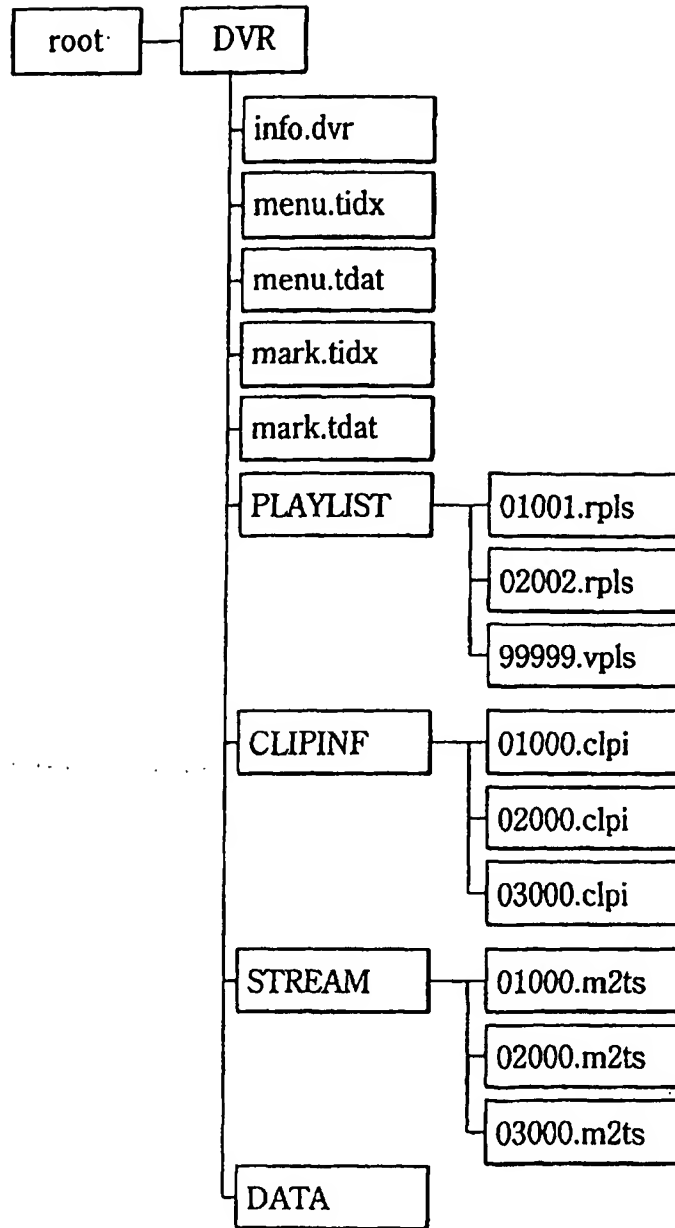 root DVR
info.dvr
menu.tidx
menu.tdat
mark.tidx
mark.tdat
PLAYLIST 01001.rpls
02002.rpls
99999.vpls
CLIPINF 01000.clpi
02000.clpi
03000.clpi
STREAM 01000.m2ts
02000.m2ts
03000.m2ts
DATA